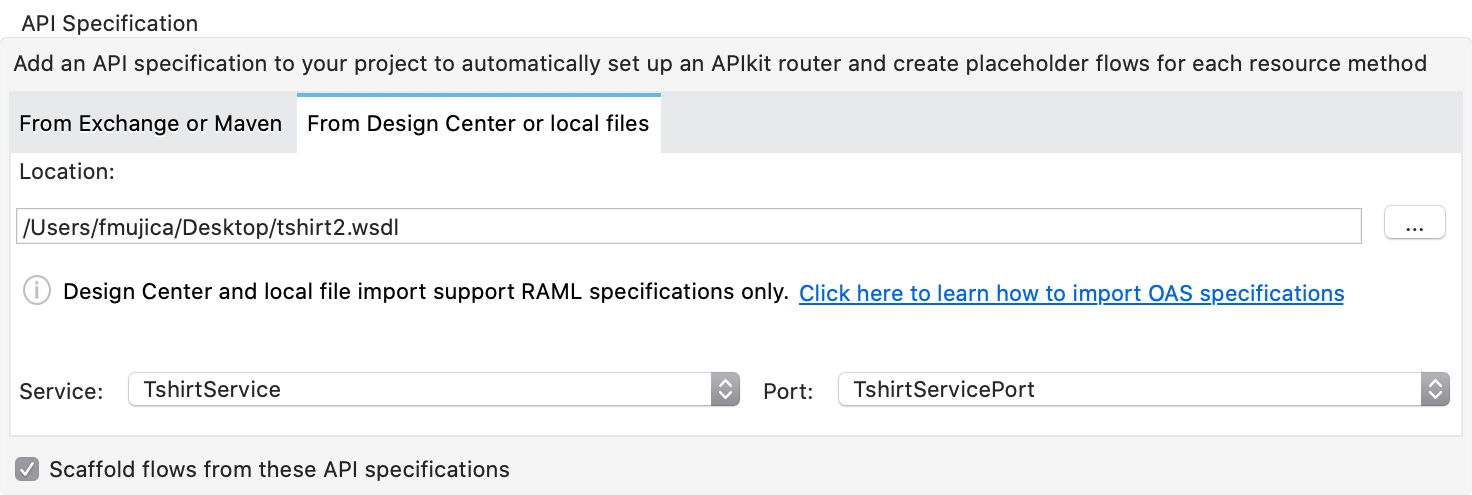 API Specification
Add an API specification to your project to automatically set up an APIkit router and create placeholder flows for each resource method
From Exchange or Maven From Design Center or local files
Location:
/Users/fmujica/Desktop/tshirt2.wsdl ...
Design Center and local file import support RAML specifications only. Click here to learn how to import OAS specifications
Service: TshirtService Port: TshirtServicePort
Scaffold flows from these API specifications